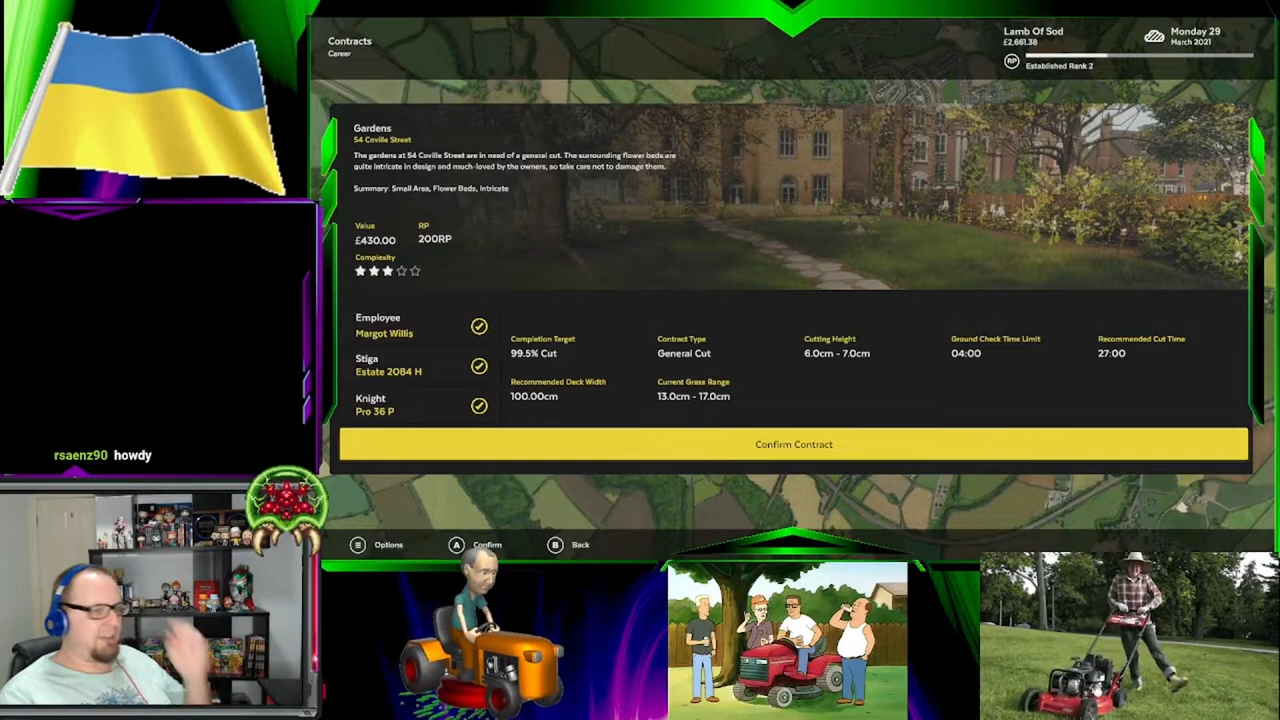 Contracts
Career
Lamb Of Sod
£2,661.38
Monday 29
March 2021
RP
Established Rank 2
Gardens
54 Coville Street
The gardens at 54 Coville Street are in need of a general cut. The surrounding flower beds are
quite intricate in design and much-loved by the owners, so take care not to damage them.
Summary: Small Area, Flower Beds, Intricate
Value
£430.00
RP
200RP
Complexity
Employee
Margot Willis
Stiga
Estate 2084 H
Knight
Pro 36 P
Completion Target
99.5% Cut
Contract Type
General Cut
Cutting Height
6.0cm - 7.0cm
Ground Check Time Limit
04:00
Recommended Cut Time
27:00
Recommended Deck Width
100.00cm
Current Grass Range
13.0cm - 17.0cm
Confirm Contract
rsaenz90 howdy
Options
A Confirm
B Back